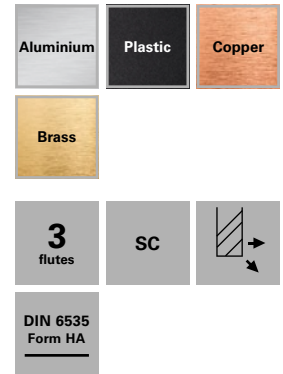 Aluminium
Plastic
Copper
Brass
3
flutes
SC
DIN 6535
Form HA